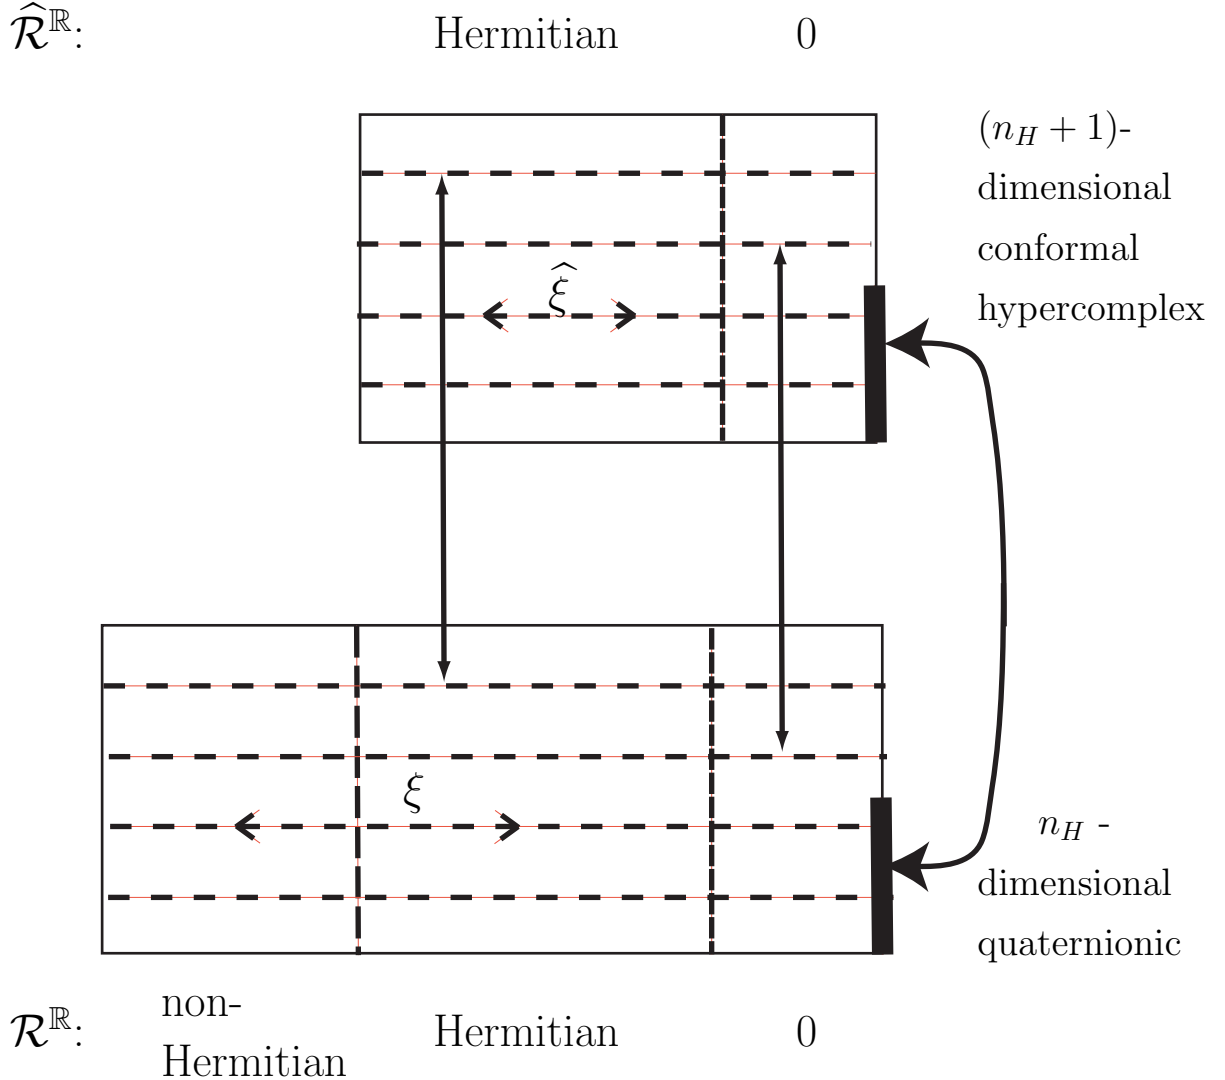 $\widehat{\mathcal{R}}^{\mathbb{R}}$: Hermitian 0
$(n_H + 1)$-
dimensional
conformal
hypercomplex
$\widehat{\xi}$
$\xi$
$n_H$ -
dimensional
quaternionic
non-
$\mathcal{R}^{\mathbb{R}}$: Hermitian 0
Hermitian